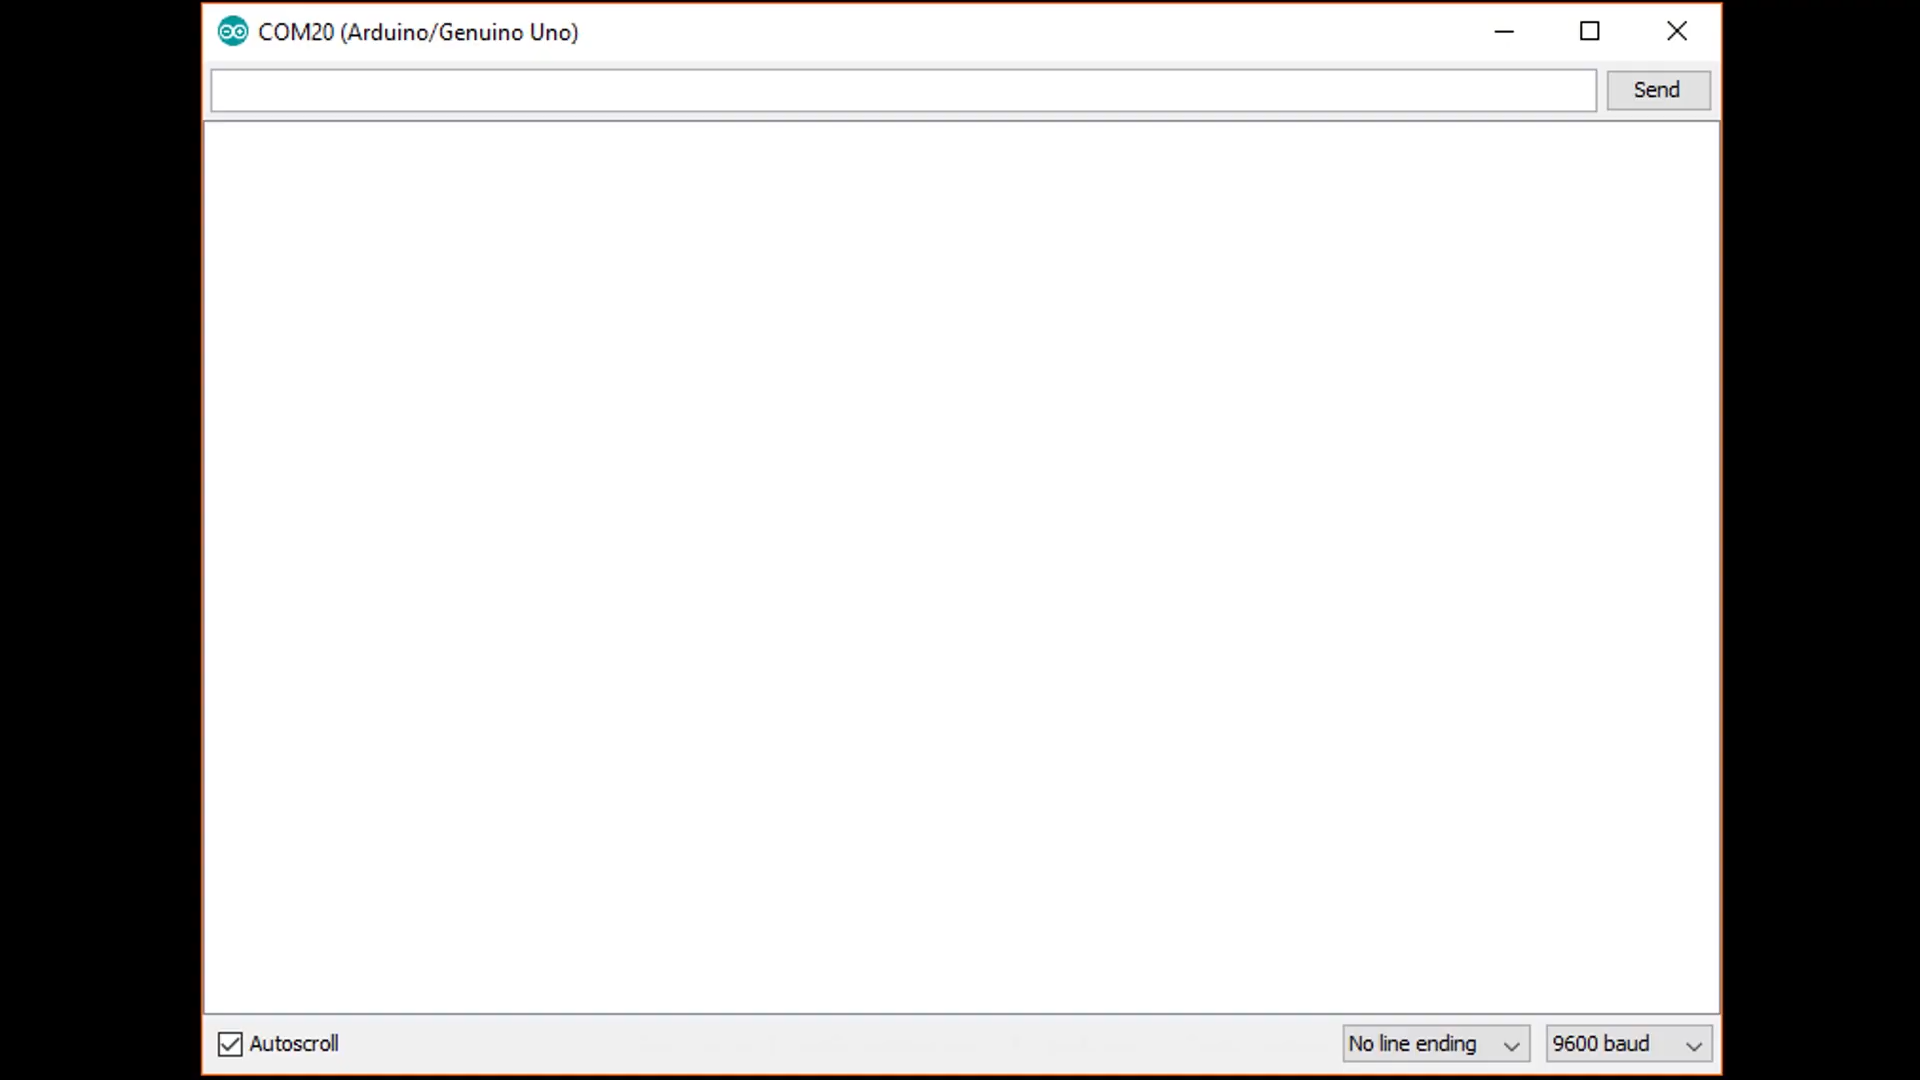 COM20 (Arduino/Genuino Uno)
Send
Autoscroll
No line ending
9600 baud